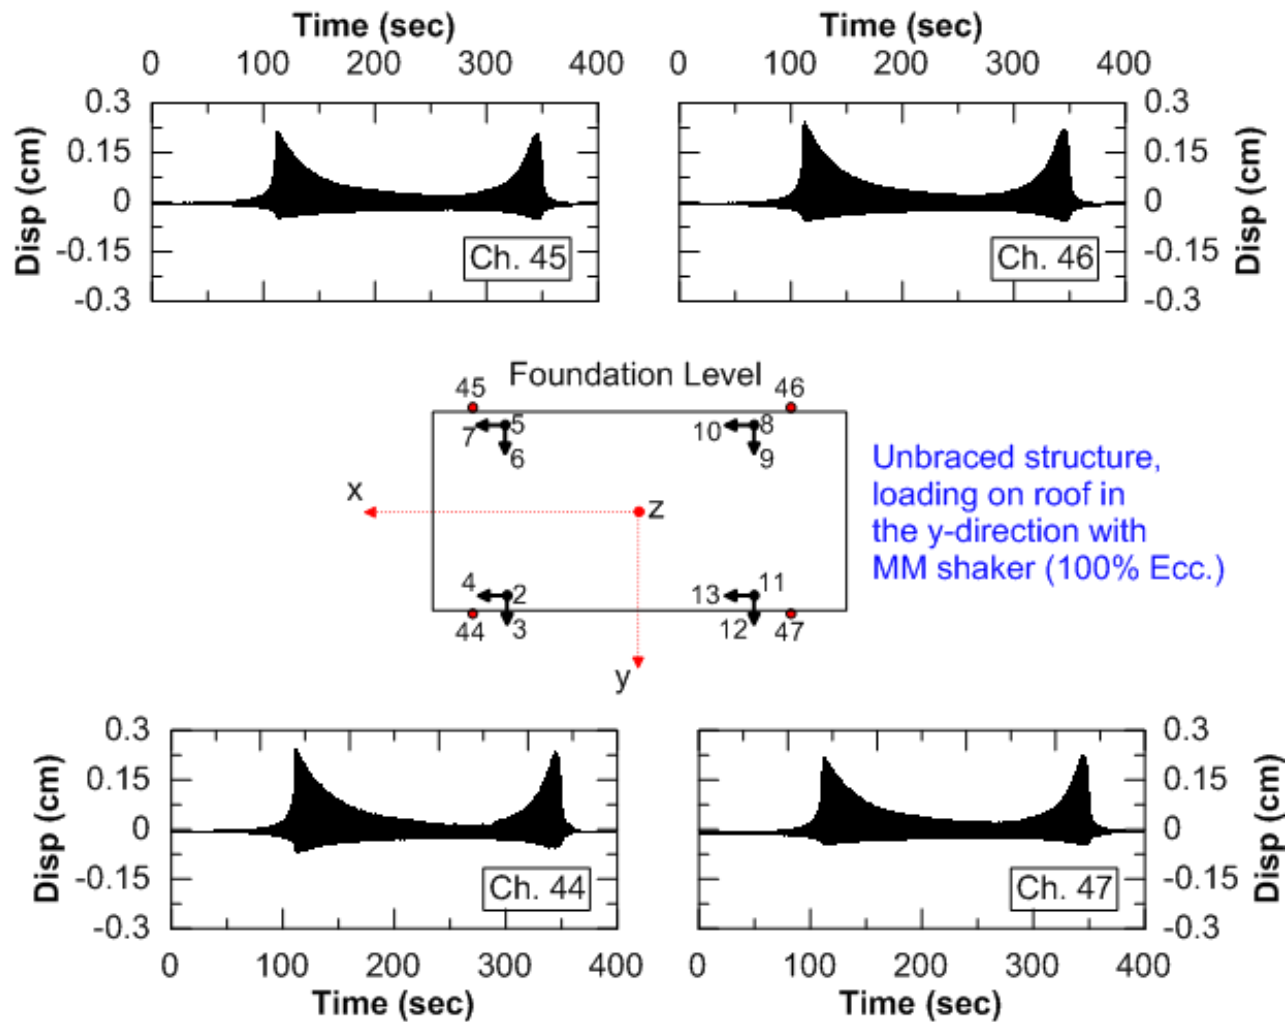 Time (sec) Time (sec)
0 100 200 300 400 0 100 200 300 400
0.3 0.3
0.15 0.15
0 0
-0.15 -0.15
-0.3 -0.3
Disp (cm) Disp (cm)
Ch. 45 Ch. 46
Foundation Level
45 46
5 8
7 10
6 9
x z
4 2 13 11
44 3 12 47
y
Unbraced structure,
loading on roof in
the y-direction with
MM shaker (100% Ecc.)
0.3 0.3
0.15 0.15
0 0
-0.15 -0.15
-0.3 -0.3
Disp (cm) Disp (cm)
Ch. 44 Ch. 47
0 100 200 300 400 0 100 200 300 400
Time (sec) Time (sec)